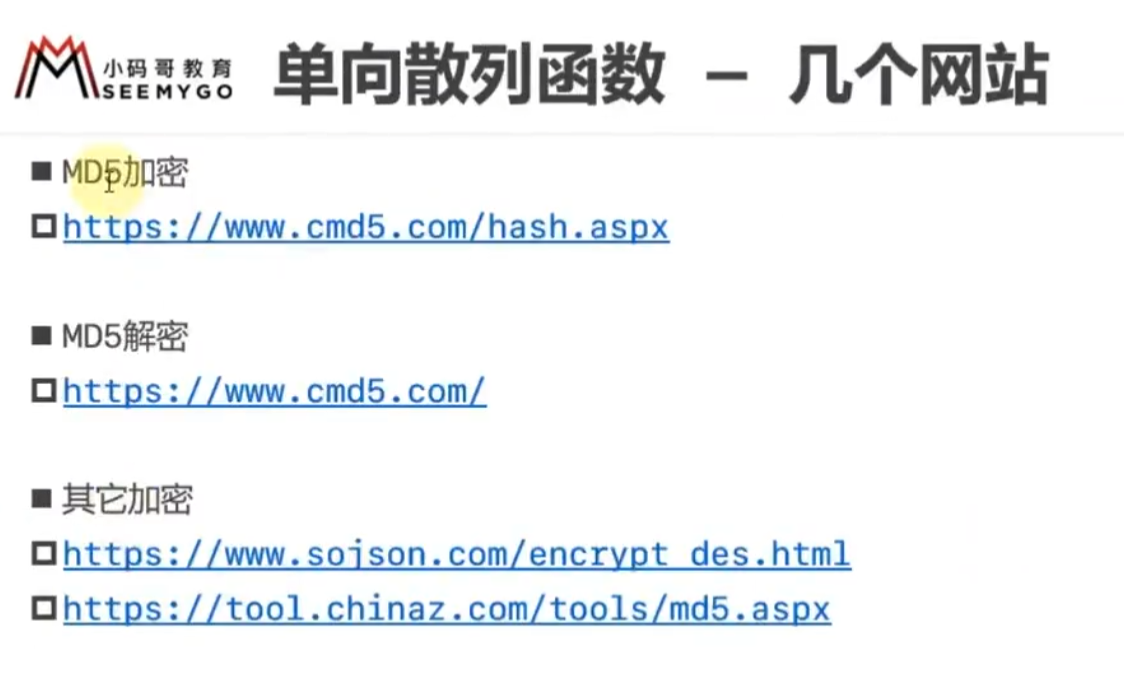 小码哥教育
SEEMYGO
单向散列函数 – 几个网站
■ MD5加密
□ https://www.cmd5.com/hash.aspx
■ MD5解密
□ https://www.cmd5.com/
■ 其它加密
□ https://www.sojson.com/encrypt_des.html
□ https://tool.chinaz.com/tools/md5.aspx